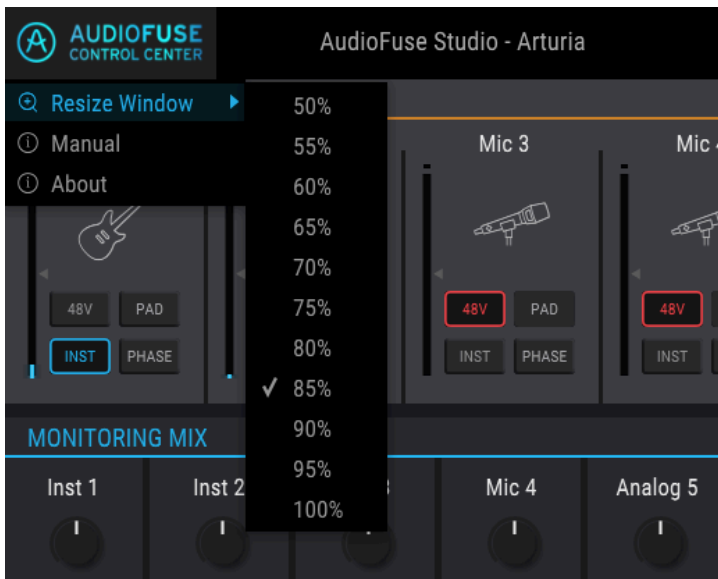 AUDIOFUSE
CONTROL CENTER
AudioFuse Studio - Arturia
Resize Window
Manual
About
50%
55%
60%
65%
70%
75%
80%
85%
90%
95%
100%
Mic 3
Mic
48V PAD
INST PHASE
48V PAD
INST PHASE
48V
INST
MONITORING MIX
Inst 1
Inst 2
Mic 4
Analog 5